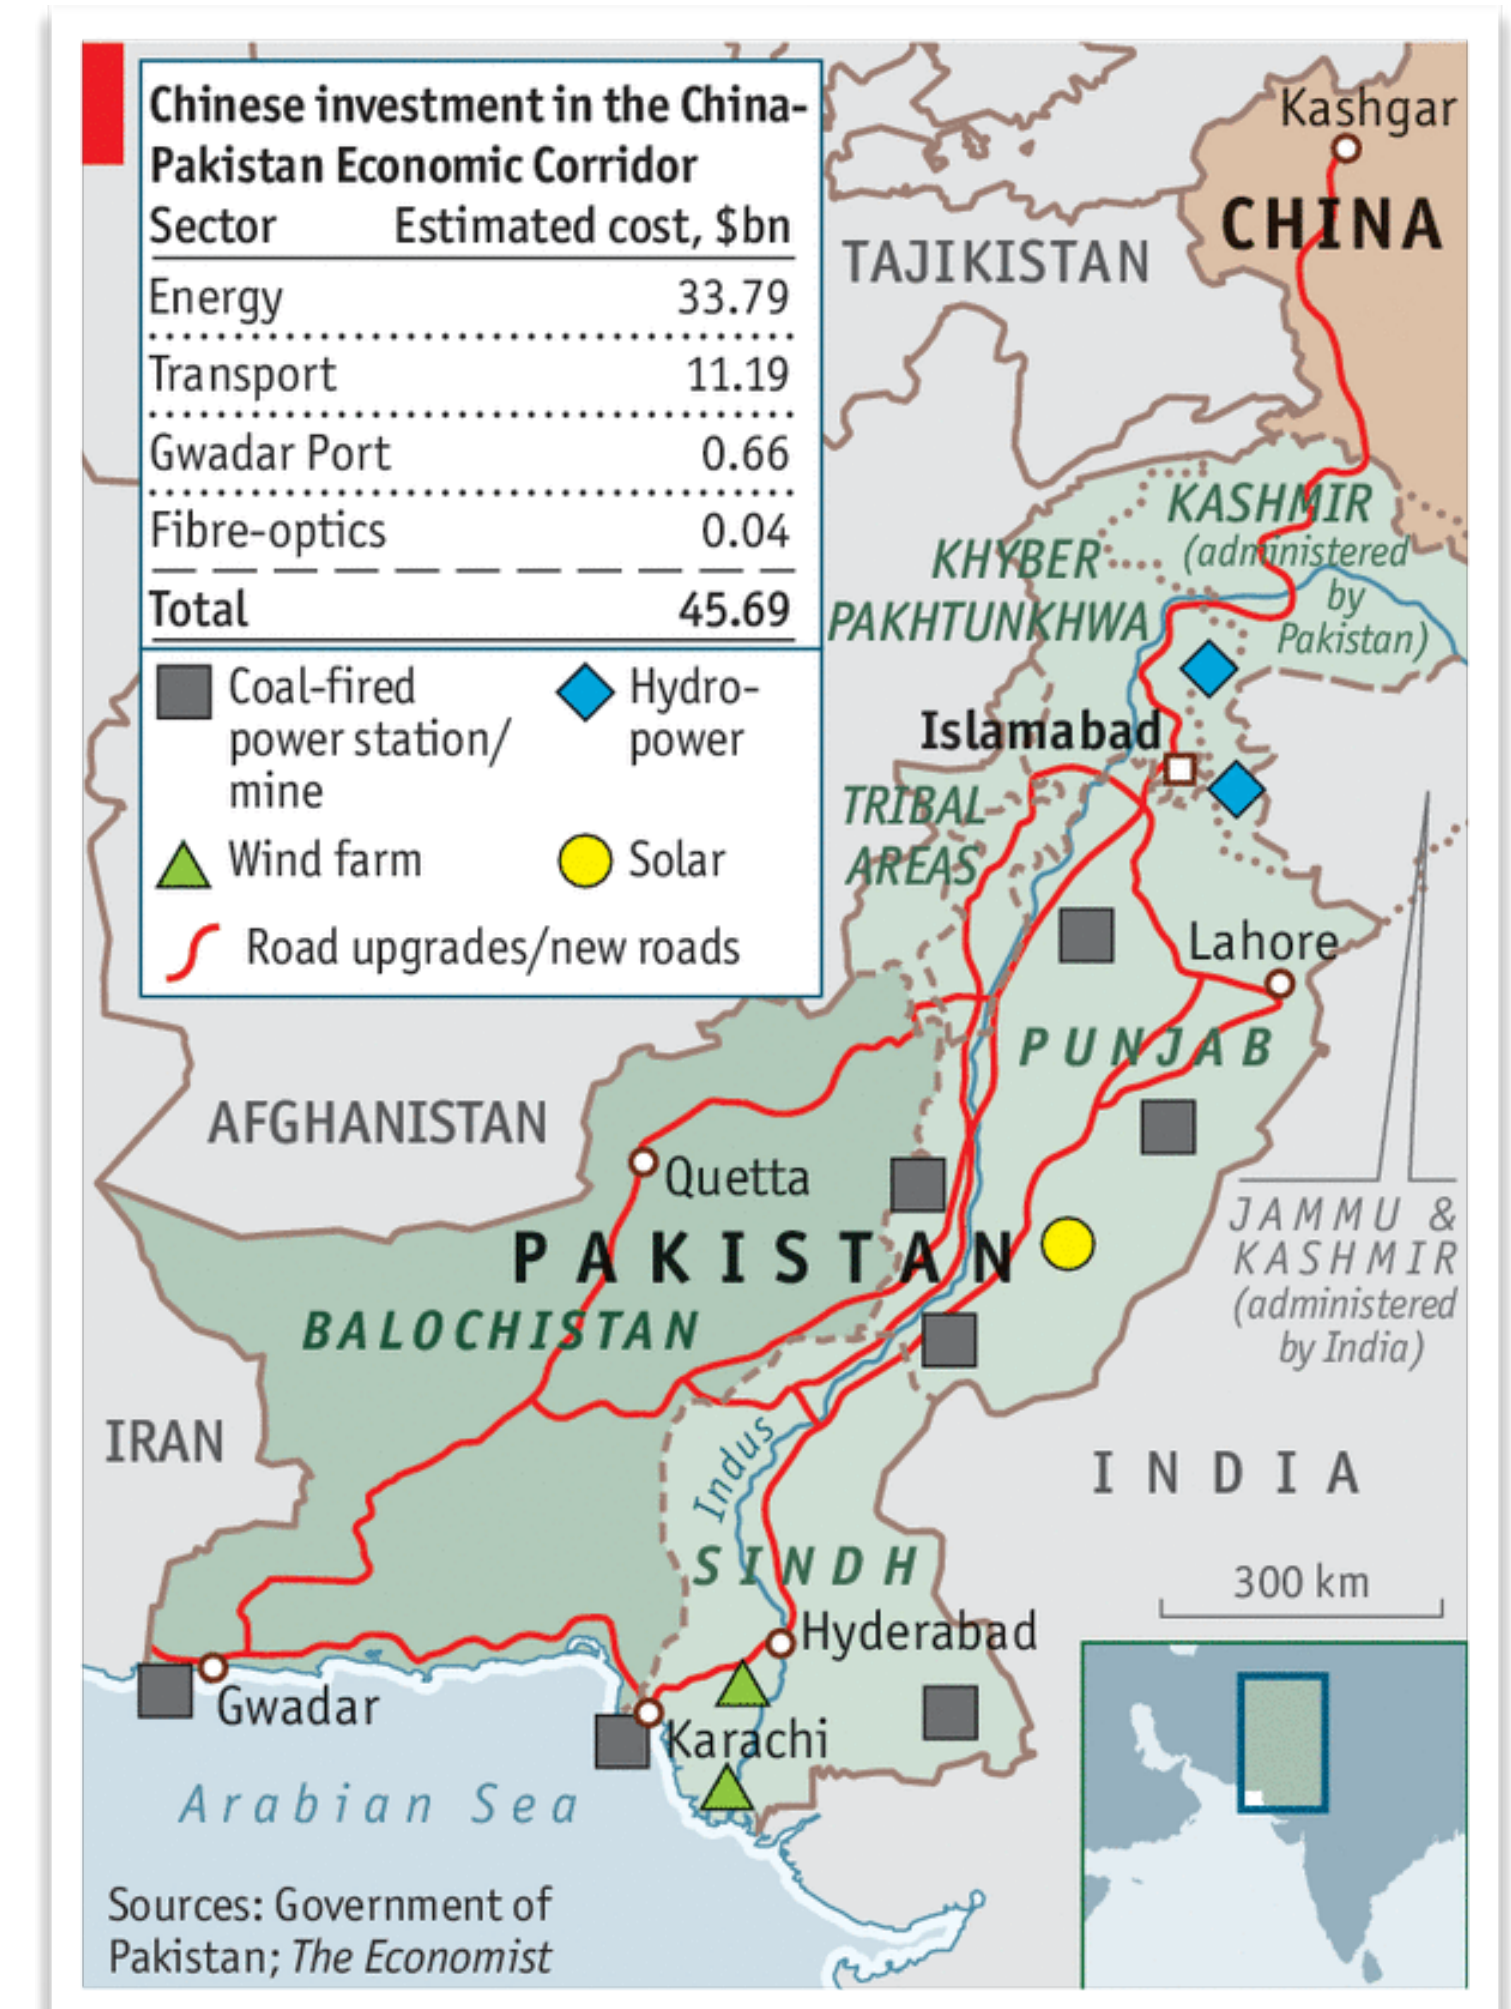 Chinese investment in the China-
Pakistan Economic Corridor
Sector Estimated cost, $bn
Energy 33.79
Transport 11.19
Gwadar Port 0.66
Fibre-optics 0.04
Total 45.69
Coal-fired
power station/
mine
Hydro-
power
Wind farm
Solar
Road upgrades/new roads
Kashgar
CHINA
TAJIKISTAN
KASHMIR
(administered
by
Pakistan)
KHYBER
PAKHTUNKHWA
Islamabad
TRIBAL
AREAS
Lahore
PUNJAB
AFGHANISTAN
Quetta
PAKISTAN
BALOCHISTAN
JAMMU &
KASHMIR
(administered
by India)
IRAN
INDIA
Indus
SINDH
300 km
Hyderabad
Gwadar
Karachi
Arabian Sea
Sources: Government of
Pakistan; The Economist